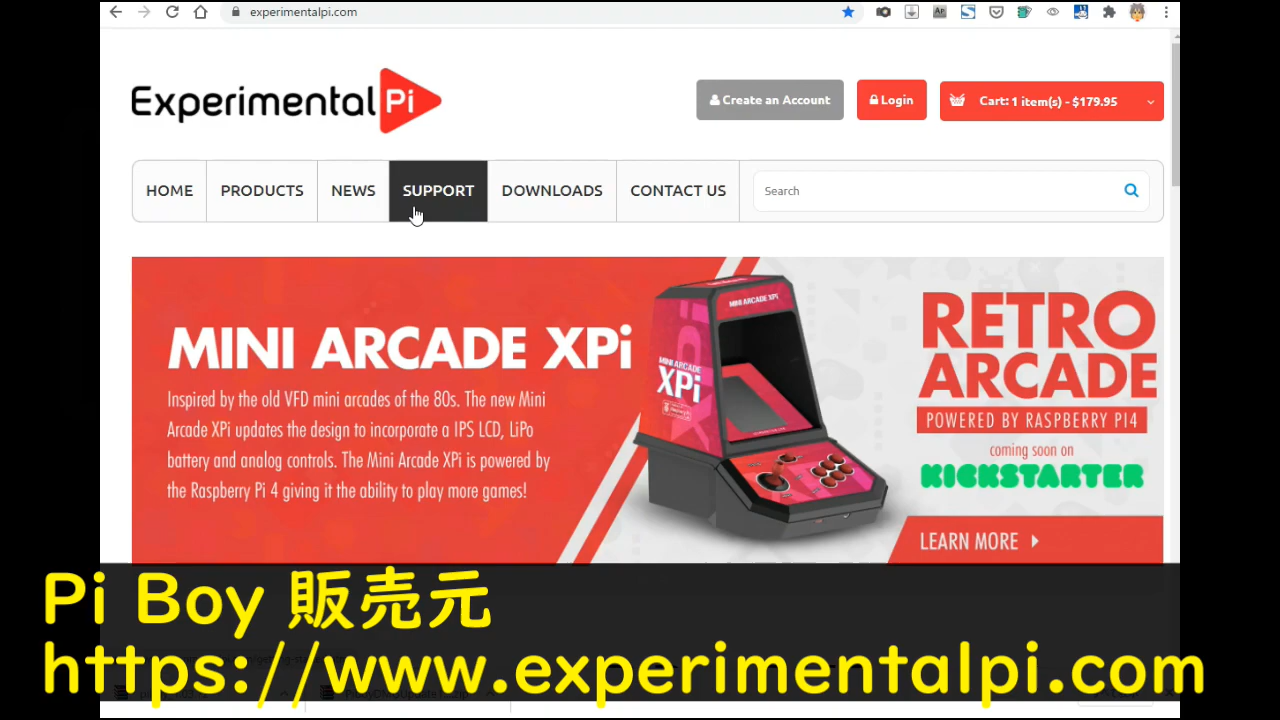 experimentalpi.com
Experimental Pi
Create an Account
Login
Cart: 1 item(s) - $179.95
HOME
PRODUCTS
NEWS
SUPPORT
DOWNLOADS
CONTACT US
Search
MINI ARCADE XPi
Inspired by the old VFD mini arcades of the 80s. The new Mini
Arcade XPi updates the design to incorporate a IPS LCD, LiPo
battery and analog controls. The Mini Arcade XPi is powered by
the Raspberry Pi 4 giving it the ability to play more games!
MINI ARCADE XPi
MINI ARCADE
XPi
RETRO
ARCADE
POWERED BY RASPBERRY PI4
coming soon on
KICKSTARTER
LEARN MORE
Pi Boy 販売元
https://www.experimentalpi.com